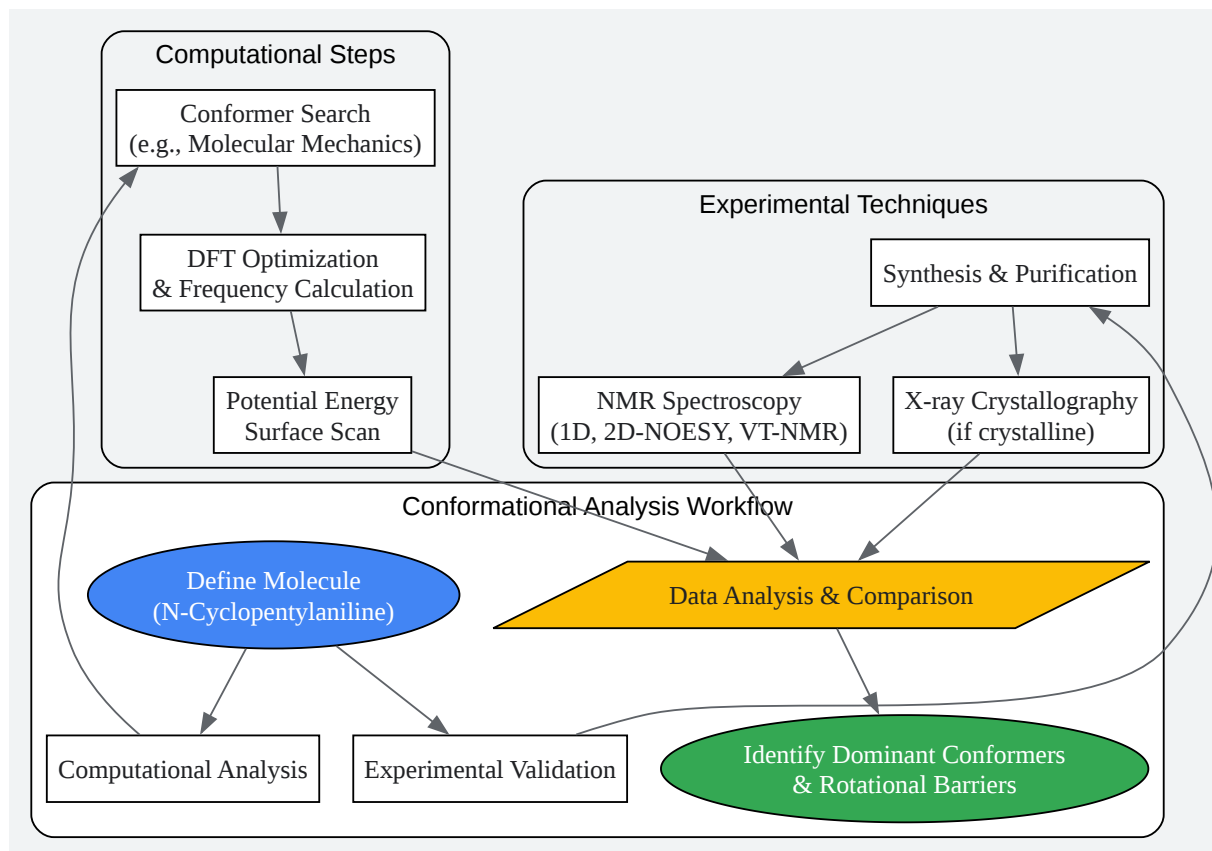 Computational Steps
Conformer Search
(e.g., Molecular Mechanics)
DFT Optimization
& Frequency Calculation
Potential Energy
Surface Scan
Experimental Techniques
Synthesis & Purification
NMR Spectroscopy
(1D, 2D-NOESY, VT-NMR)
X-ray Crystallography
(if crystalline)
Conformational Analysis Workflow
Define Molecule
(N-Cyclopentylaniline)
Data Analysis & Comparison
Computational Analysis
Experimental Validation
Identify Dominant Conformers
& Rotational Barriers